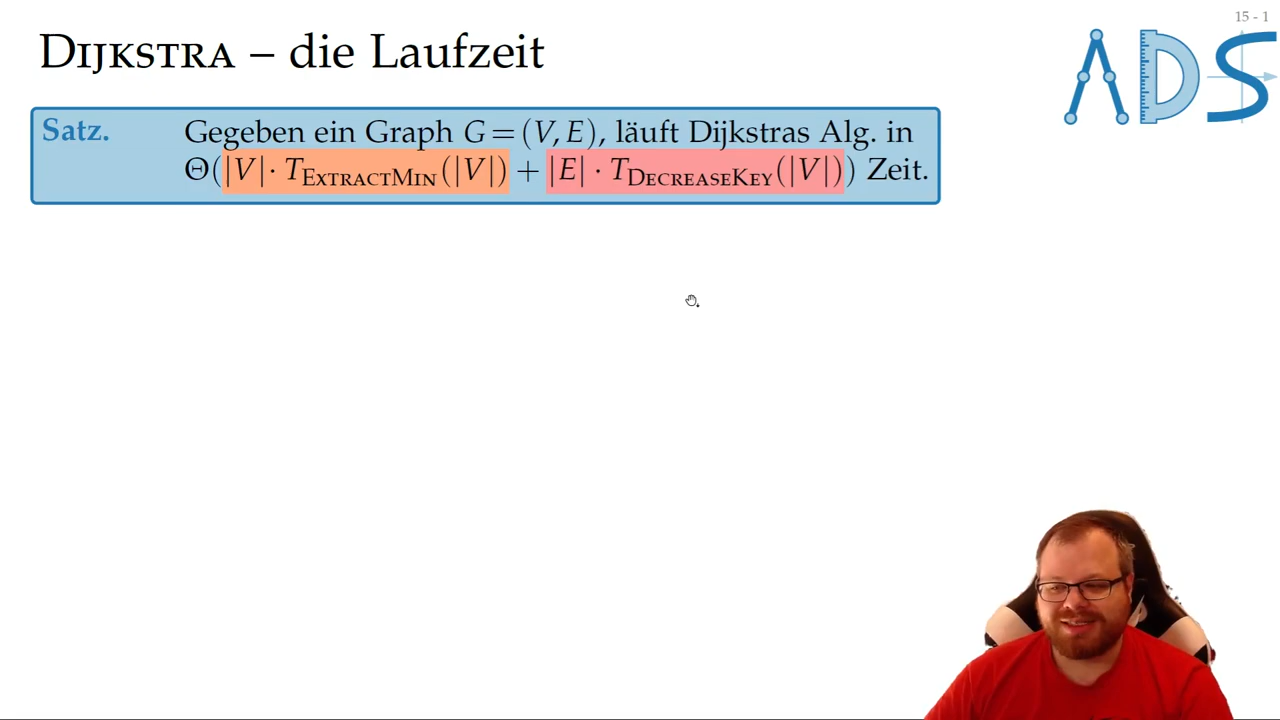 15 - 1
DIJKSTRA – die Laufzeit
ADS
Satz. Gegeben ein Graph G = (V, E), läuft Dijkstras Alg. in
Θ(|V| · T_EXTRACTMIN(|V|) + |E| · T_DECREASEKEY(|V|)) Zeit.